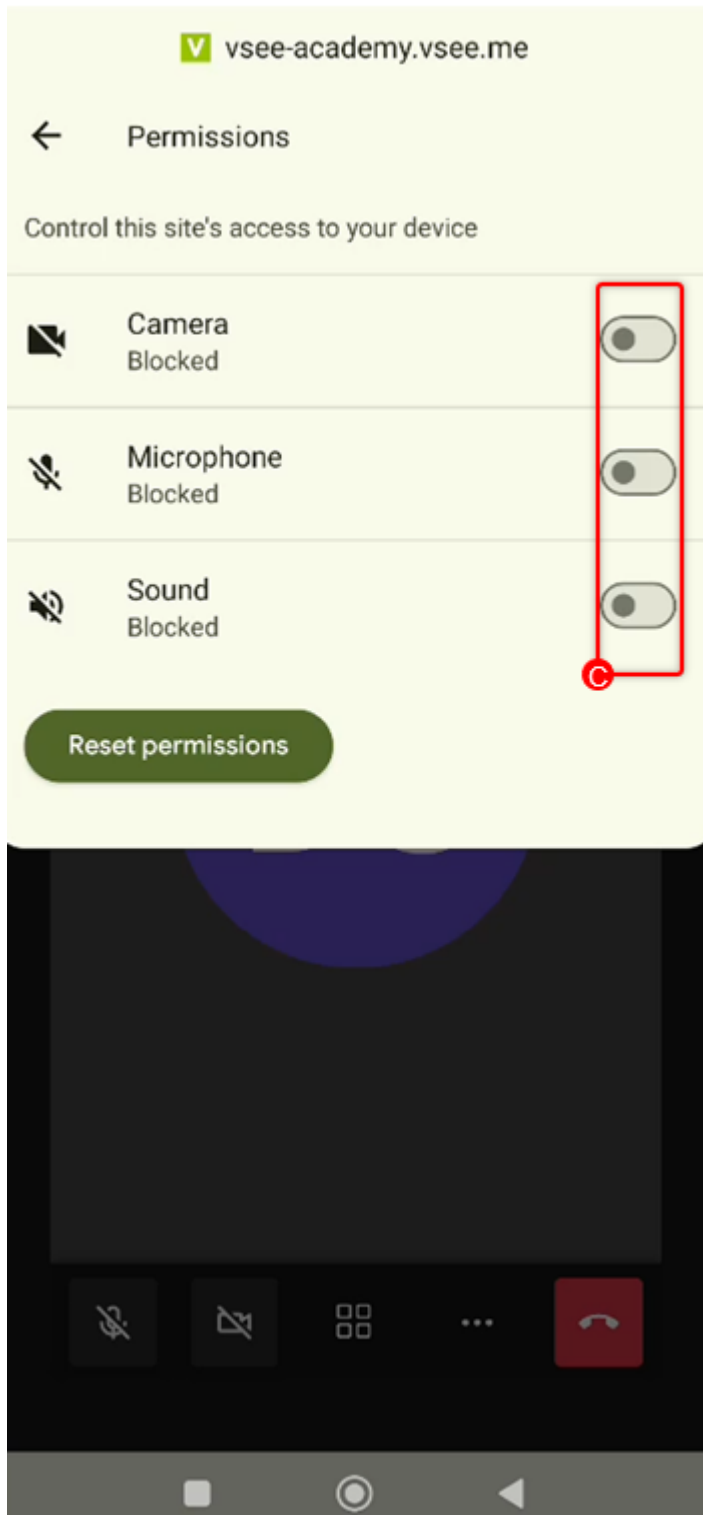 V vsee-academy.vsee.me
Permissions
Control this site's access to your device
Camera
Blocked
Microphone
Blocked
Sound
Blocked
C
Reset permissions